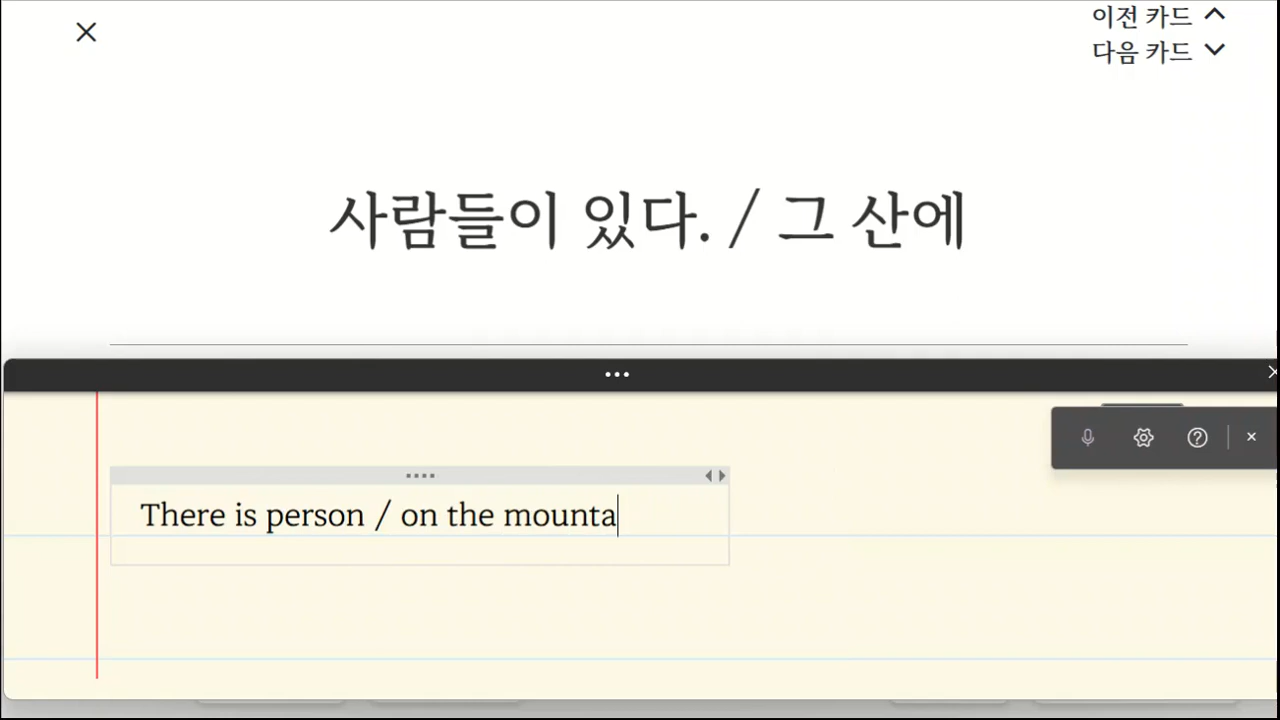 이전 카드
다음 카드
사람들이 있다. / 그 산에
There is person / on the mounta